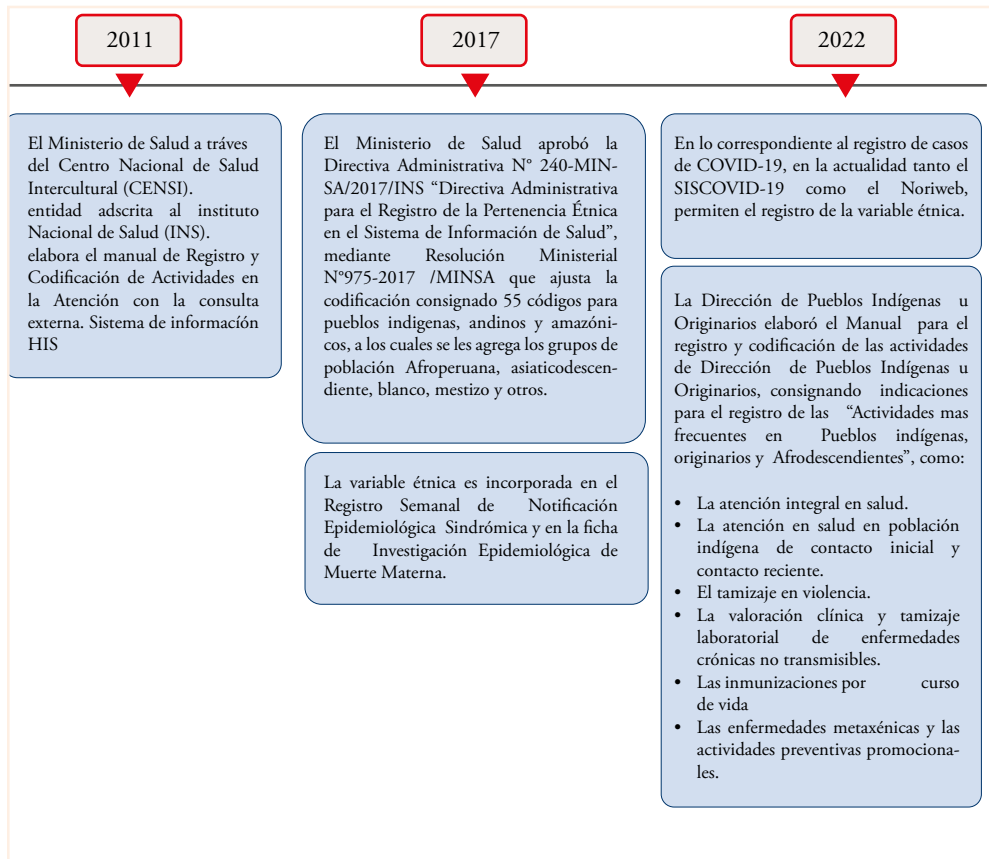 2011
El Ministerio de Salud a tráves
del Centro Nacional de Salud
Intercultural (CENSI).
entidad adscrita al instituto
Nacional de Salud (INS).
elabora el manual de Registro y
Codificación de Actividades en
la Atención con la consulta
externa. Sistema de informacíón
HIS
2017
El Ministerio de Salud aprobó la
Directiva Administrativa N° 240-MIN-
SA/2017/INS “Directiva Administrativa
para el Registro de la Pertenencia Étnica
en el Sistema de Información de Salud”,
mediante Resolución Ministerial
N°975-2017 /MINSA que ajusta la
codificación consignado 55 códigos para
pueblos indigenas, andinos y amazóni-
cos, a los cuales se les agrega los grupos de
población Afroperuana, asiaticodescen-
diente, blanco, mestizo y otros.
La variable étnica es incorporada en el
Registro Semanal de Notificación
Epidemiológica Sindrómica y en la ficha
de Investigación Epidemiológica de
Muerte Materna.
2022
En lo correspondiente al registro de casos
de COVID-19, en la actualidad tanto el
SISCOVID-19 como el Noriweb,
permiten el registro de la variable étnica.
La Dirección de Pueblos Indígenas u
Originarios elaboró el Manual para el
registro y codificación de las actividades
de Dirección de Pueblos Indígenas u
Originarios, consignando indicaciones
para el registro de las “Actividades mas
frecuentes en Pueblos indígenas,
originarios y Afrodescendientes”, como:
• La atención integral en salud.
• La atención en salud en población
indígena de contacto inicial y
contacto reciente.
• El tamizaje en violencia.
• La valoración clínica y tamizaje
laboratorial de enfermedades
crónicas no transmisibles.
• Las inmunizaciones por curso
de vida
• Las enfermedades metaxénicas y las
actividades preventivas promociona-
les.